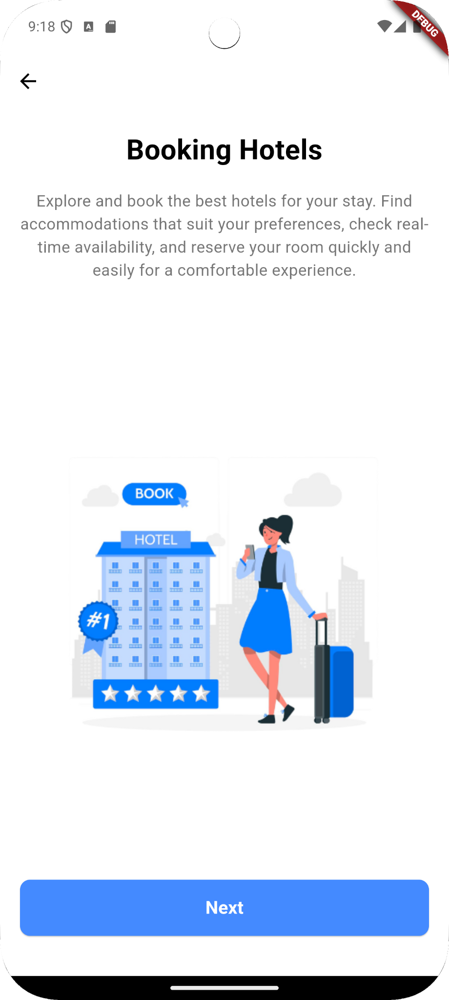 9:18
A
DEBUG
Booking Hotels
Explore and book the best hotels for your stay. Find
accommodations that suit your preferences, check real-
time availability, and reserve your room quickly and
easily for a comfortable experience.
BOOK
HOTEL
#1
Next